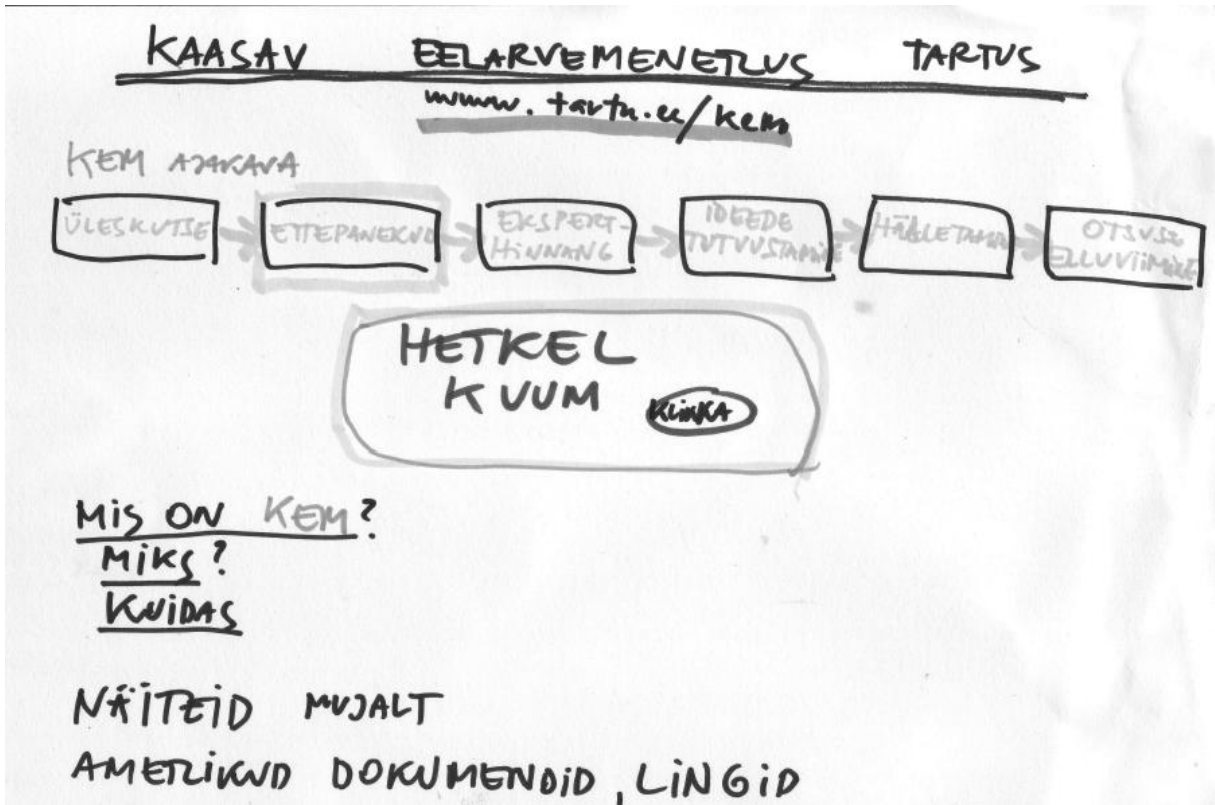 KAASAV EELARVEMENETLUS TARTUS
www.tartu.ee/kem
KEM AJAKAVA
ÜLESKUTSE ETTEPANEKUD EKSPERT- IDEEDE HÄÄLETAMINE OTSUSE
HINNANG TUTVUSTAMINE ELLUVIIMINE
HETKEL
KUUM KLIKKA
MIS ON KEM?
MIKS?
KUIDAS
NÄITEID MUJALT
AMETLIKUD DOKUMENDID, LINGID